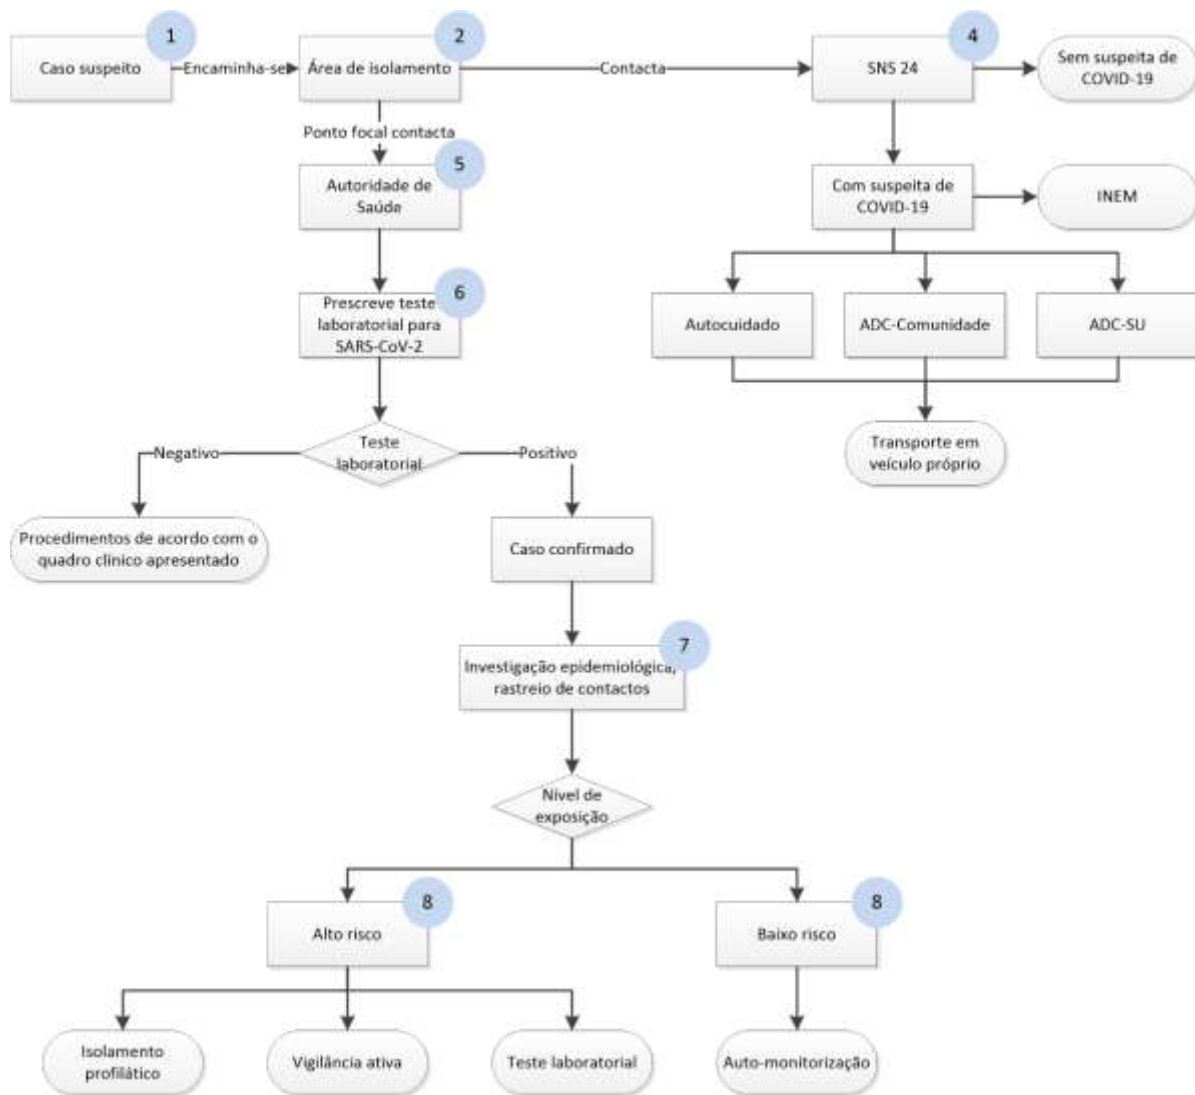 1
Caso suspeito
Encaminha-se
2
Área de isolamento
Contacta
4
SNS 24
Sem suspeita de
COVID-19
Ponto focal contacta
5
Autoridade de
Saúde
Com suspeita de
COVID-19
INEM
6
Prescreve teste
laboratorial para
SARS-CoV-2
Autocuidado
ADC-Comunidade
ADC-SU
Negativo
Teste
laboratorial
Positivo
Transporte em
veículo próprio
Procedimentos de acordo com o
quadro clínico apresentado
Caso confirmado
7
Investigação epidemiológica,
rastreio de contactos
Nível de
exposição
8
Alto risco
8
Baixo risco
Isolamento
profilático
Vigilância ativa
Teste laboratorial
Auto-monitorização